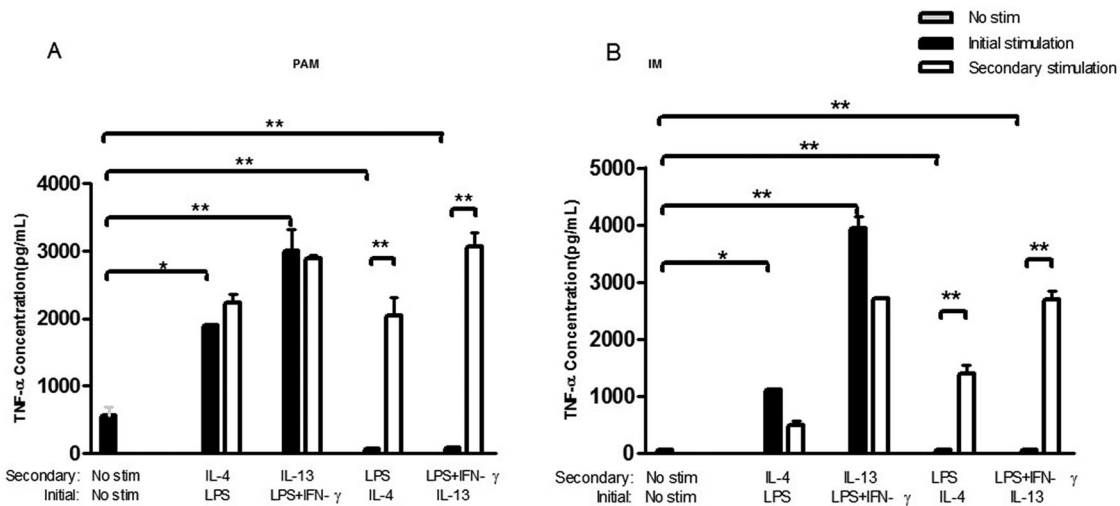 No stim
Initial stimulation
Secondary stimulation
A
PAM
**
**
**
*
**
**
TNF-α Concentration(pg/mL)
4000
3000
2000
1000
0
Secondary: No stim IL-4 IL-13 LPS LPS+IFN- γ
Initial: No stim LPS LPS+IFN- γ IL-4 IL-13
B
IM
**
**
**
*
**
**
TNF-α Concentration(pg/mL)
5000
4000
3000
2000
1000
0
No stim IL-4 IL-13 LPS LPS+IFN- γ
No stim LPS LPS+IFN- γ IL-4 IL-13